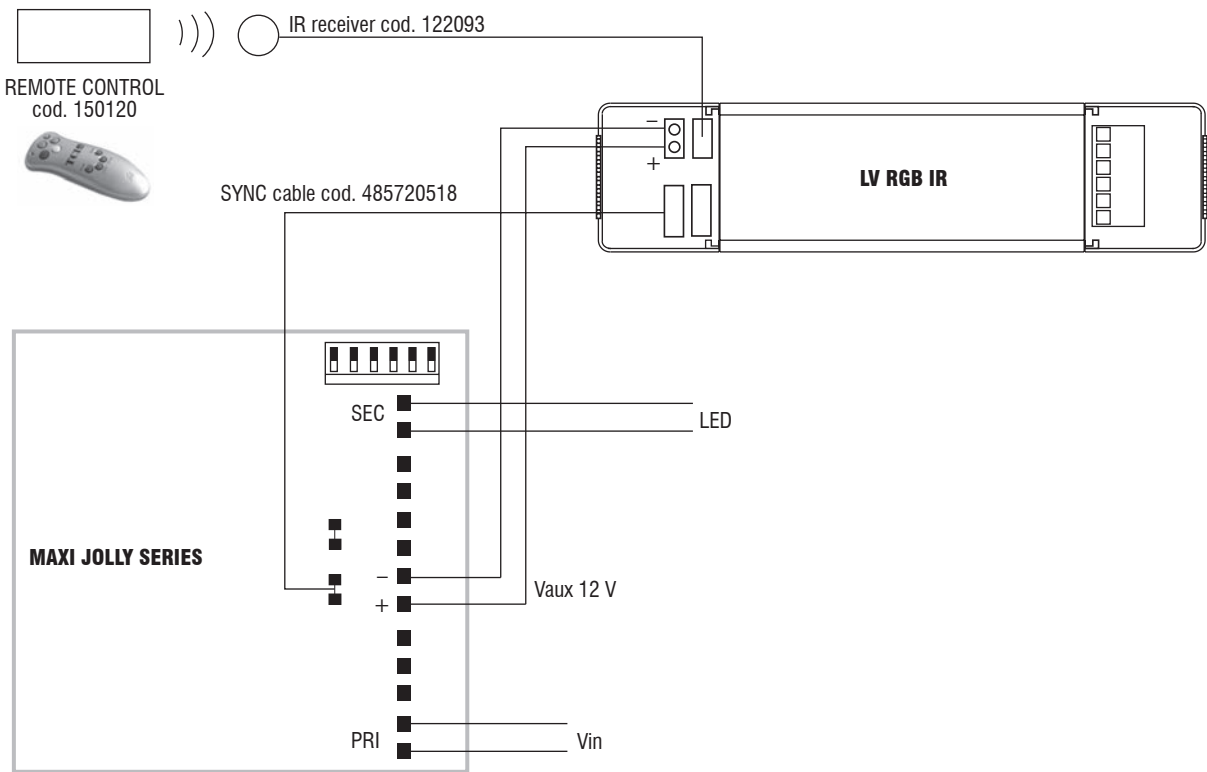 IR receiver cod. 122093
REMOTE CONTROL
cod. 150120
−
+
LV RGB IR
SYNC cable cod. 485720518
SEC
LED
MAXI JOLLY SERIES
−
+
Vaux 12 V
PRI
Vin